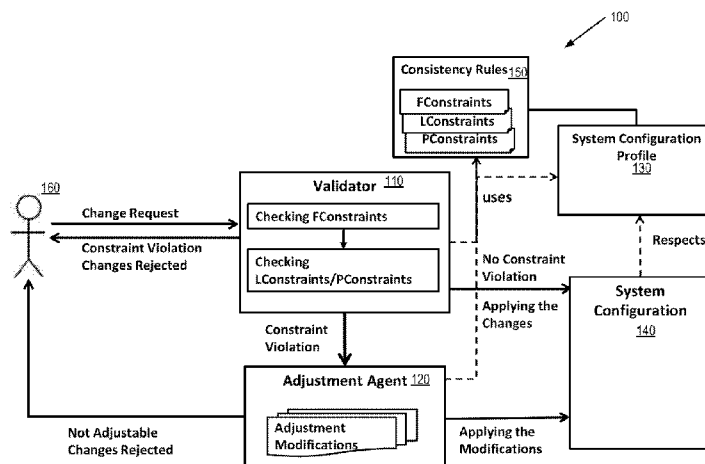 100
Consistency Rules 150
FConstraints
LConstraints
PConstraints
System Configuration
Profile
130
160
Validator 110
Change Request
Checking FConstraints
uses
Constraint Violation
Changes Rejected
Checking
LConstraints/PConstraints
Respects
No Constraint
Violation
Applying the
Changes
System
Configuration
140
Constraint
Violation
Adjustment Agent 120
Adjustment
Modifications
Not Adjustable
Changes Rejected
Applying the
Modifications